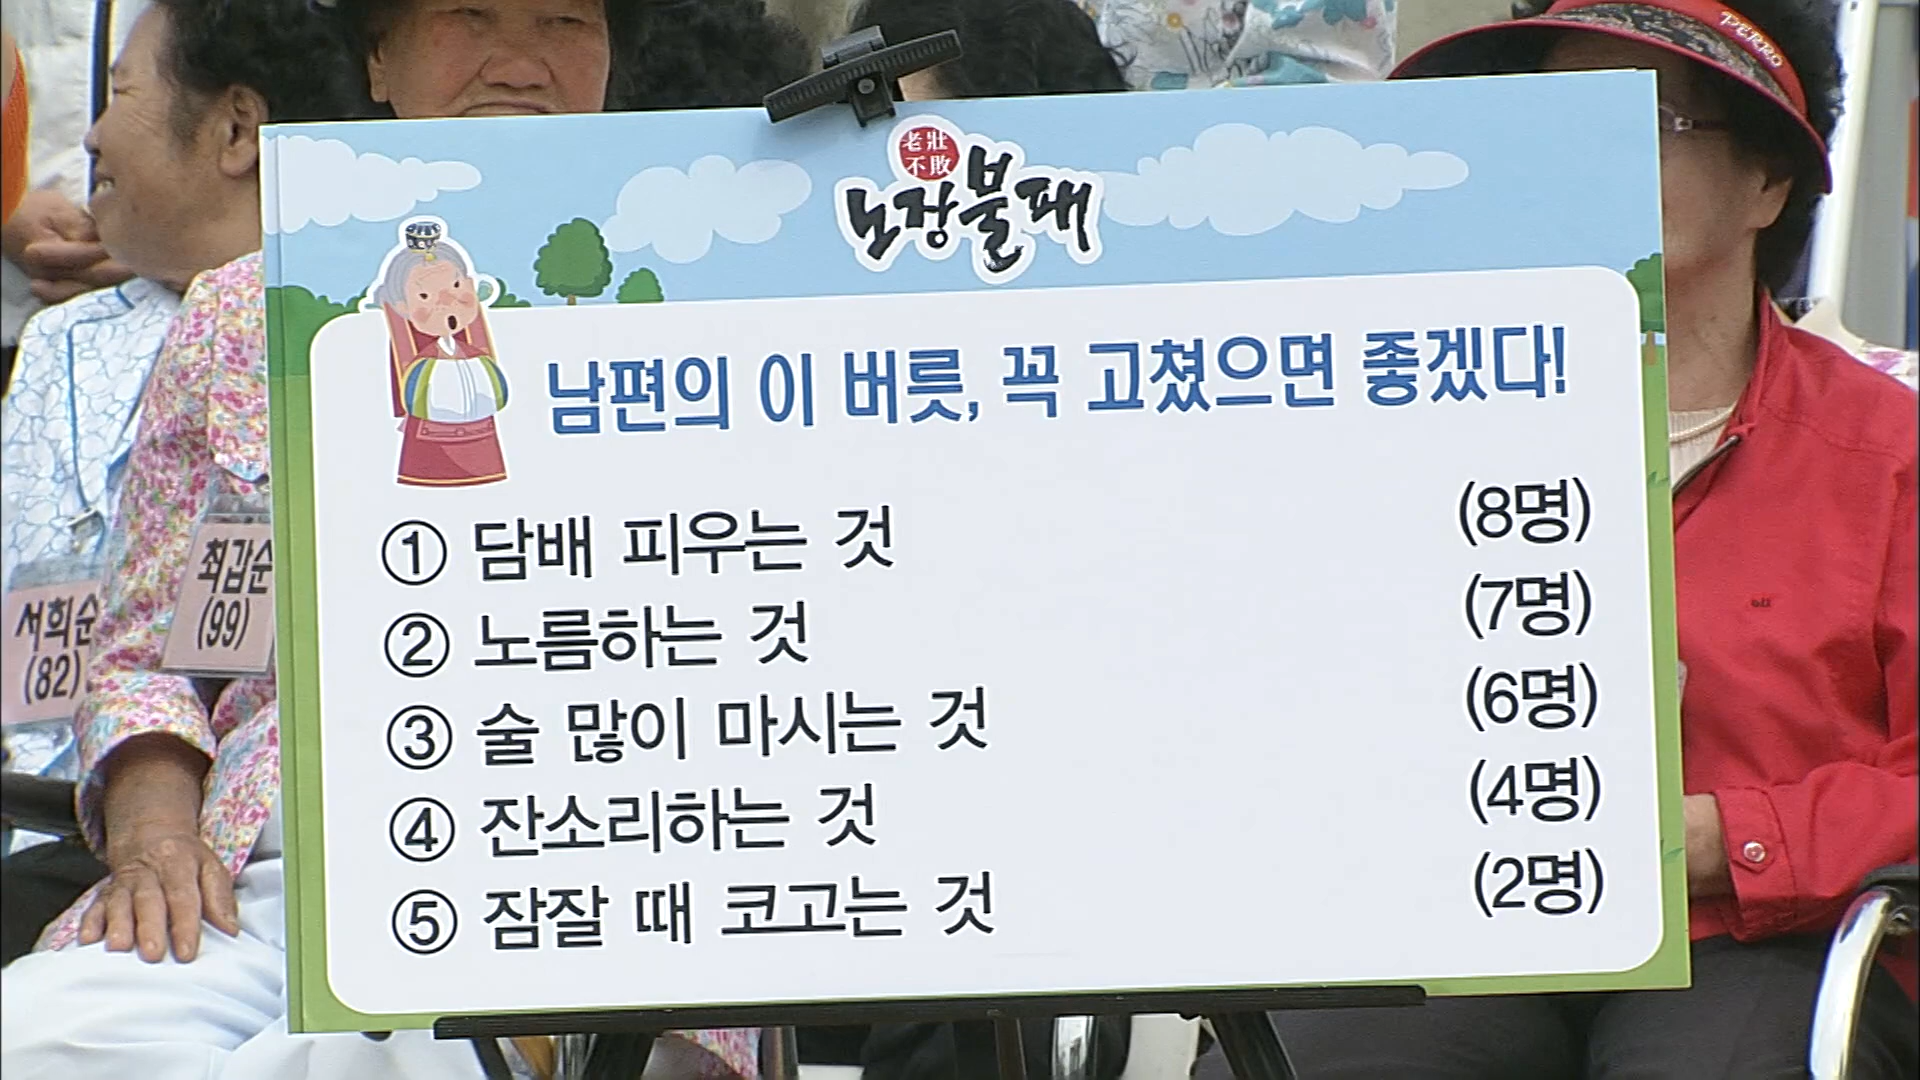 PERRO
老壯
不敗
노장불패
남편의 이 버릇, 꼭 고쳤으면 좋겠다!
① 담배 피우는 것 (8명)
② 노름하는 것 (7명)
③ 술 많이 마시는 것 (6명)
④ 잔소리하는 것 (4명)
⑤ 잠잘 때 코고는 것 (2명)
최갑순
(99)
서희순
(82)